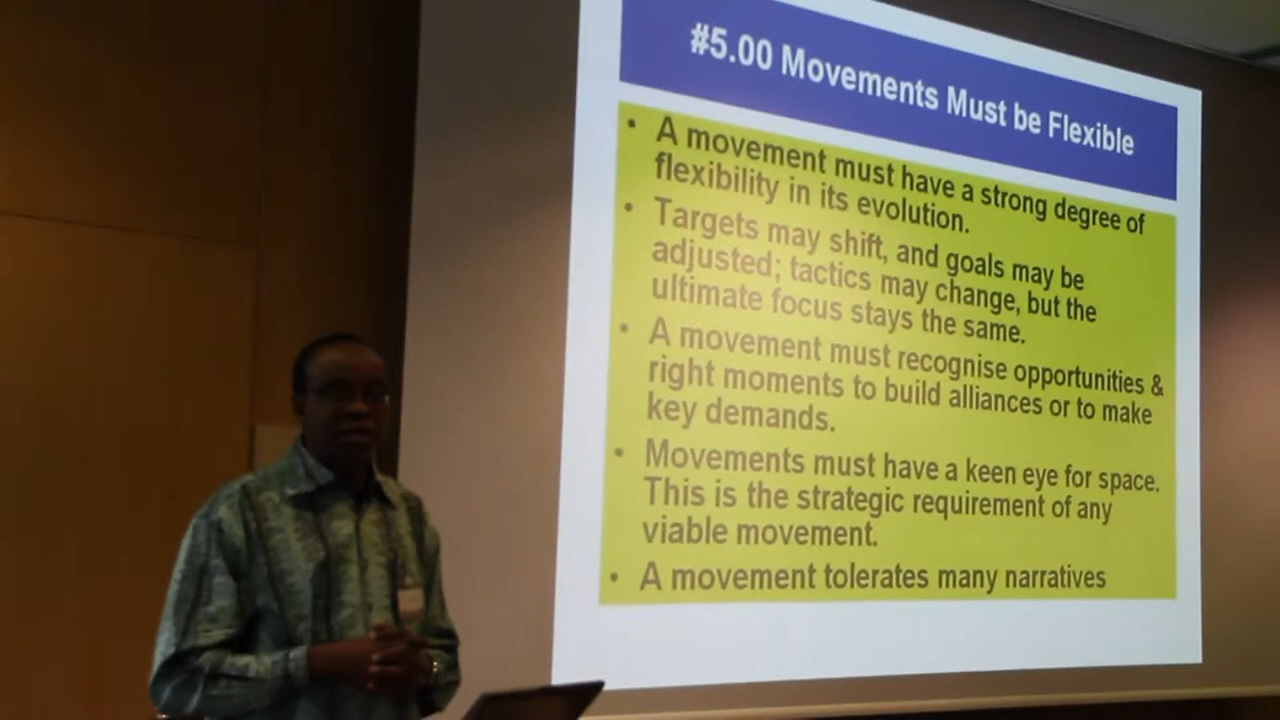 #5.00 Movements Must be Flexible
• A movement must have a strong degree of
flexibility in its evolution.
• Targets may shift, and goals may be
adjusted; tactics may change, but the
ultimate focus stays the same.
• A movement must recognise opportunities &
right moments to build alliances or to make
key demands.
• Movements must have a keen eye for space.
This is the strategic requirement of any
viable movement.
• A movement tolerates many narratives